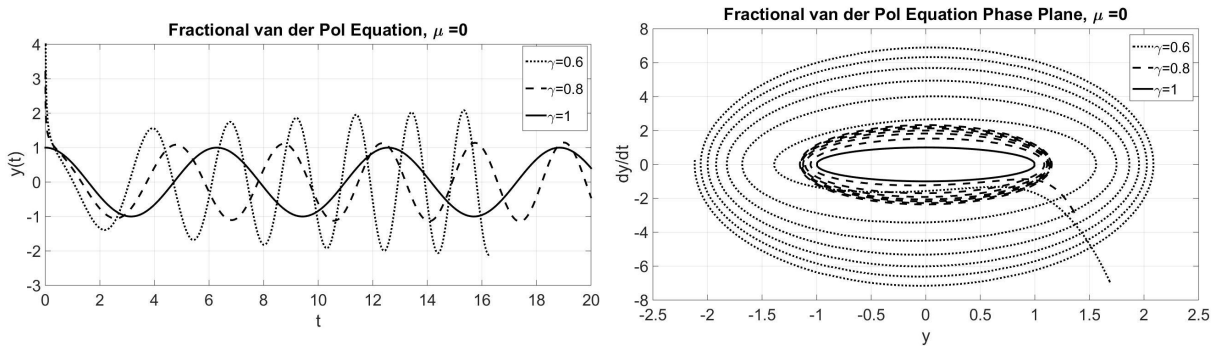 Fractional van der Pol Equation, μ =0
4
3
2
1
0
-1
-2
-3
y(t)
0 2 4 6 8 10 12 14 16 18 20
t
γ=0.6
γ=0.8
γ=1
Fractional van der Pol Equation Phase Plane, μ =0
8
6
4
2
0
-2
-4
-6
-8
dy/dt
-2.5 -2 -1.5 -1 -0.5 0 0.5 1 1.5 2 2.5
y
γ=0.6
γ=0.8
γ=1